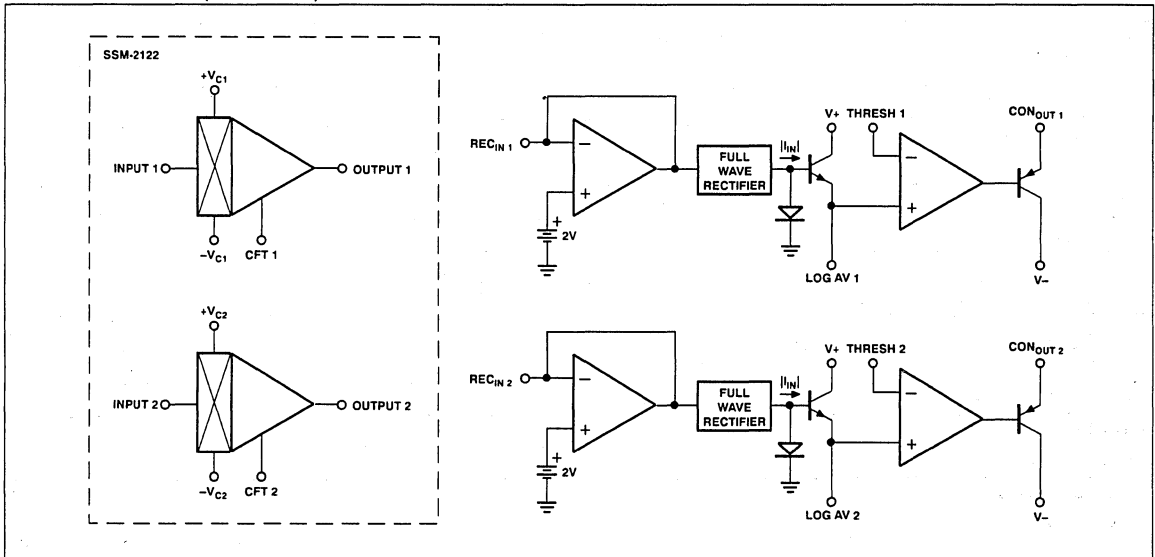 SSM-2122
+VC1
INPUT 1
OUTPUT 1
−VC1
CFT 1
+VC2
INPUT 2
OUTPUT 2
−VC2
CFT 2
RECIN 1
−
+
+
2V
FULL
WAVE
RECTIFIER
|IIN|
V+
THRESH 1
−
+
LOG AV 1
CONOUT 1
V−
RECIN 2
−
+
+
2V
FULL
WAVE
RECTIFIER
|IIN|
V+
THRESH 2
−
+
LOG AV 2
CONOUT 2
V−